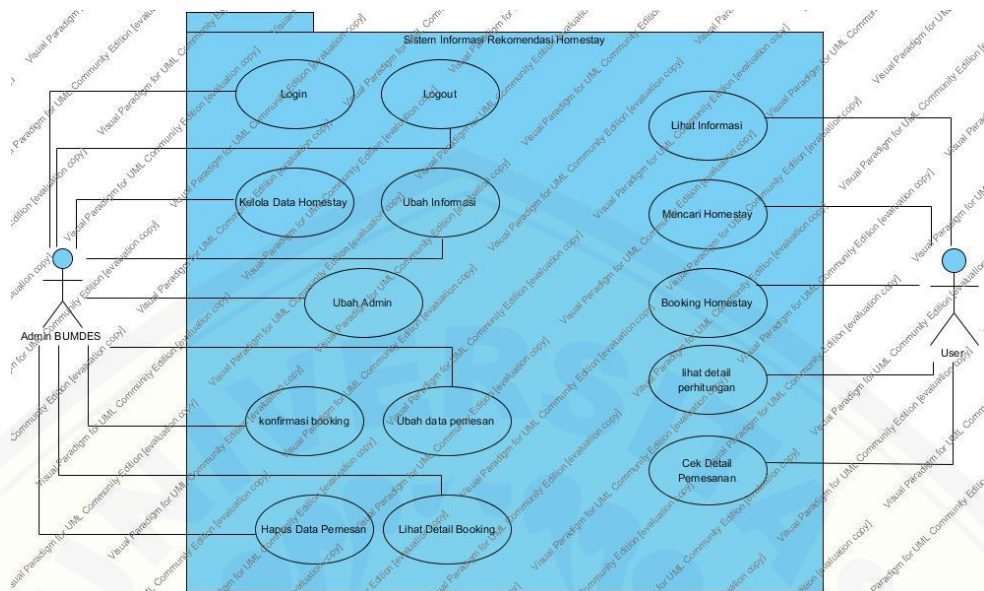 Sistem Informasi Rekomendasi Homestay
Login
Logout
Lihat Informasi
Kelola Data Homestay
Ubah Informasi
Mencari Homestay
Ubah Admin
Booking Homestay
Admin BUMDES
User
lihat detail
perhitungan
konfirmasi booking
Ubah data pemesan
Cek Detail
Pemesanan
Hapus Data Pemesan
Lihat Detail Booking
Visual Paradigm for UML Community Edition [evaluation copy]